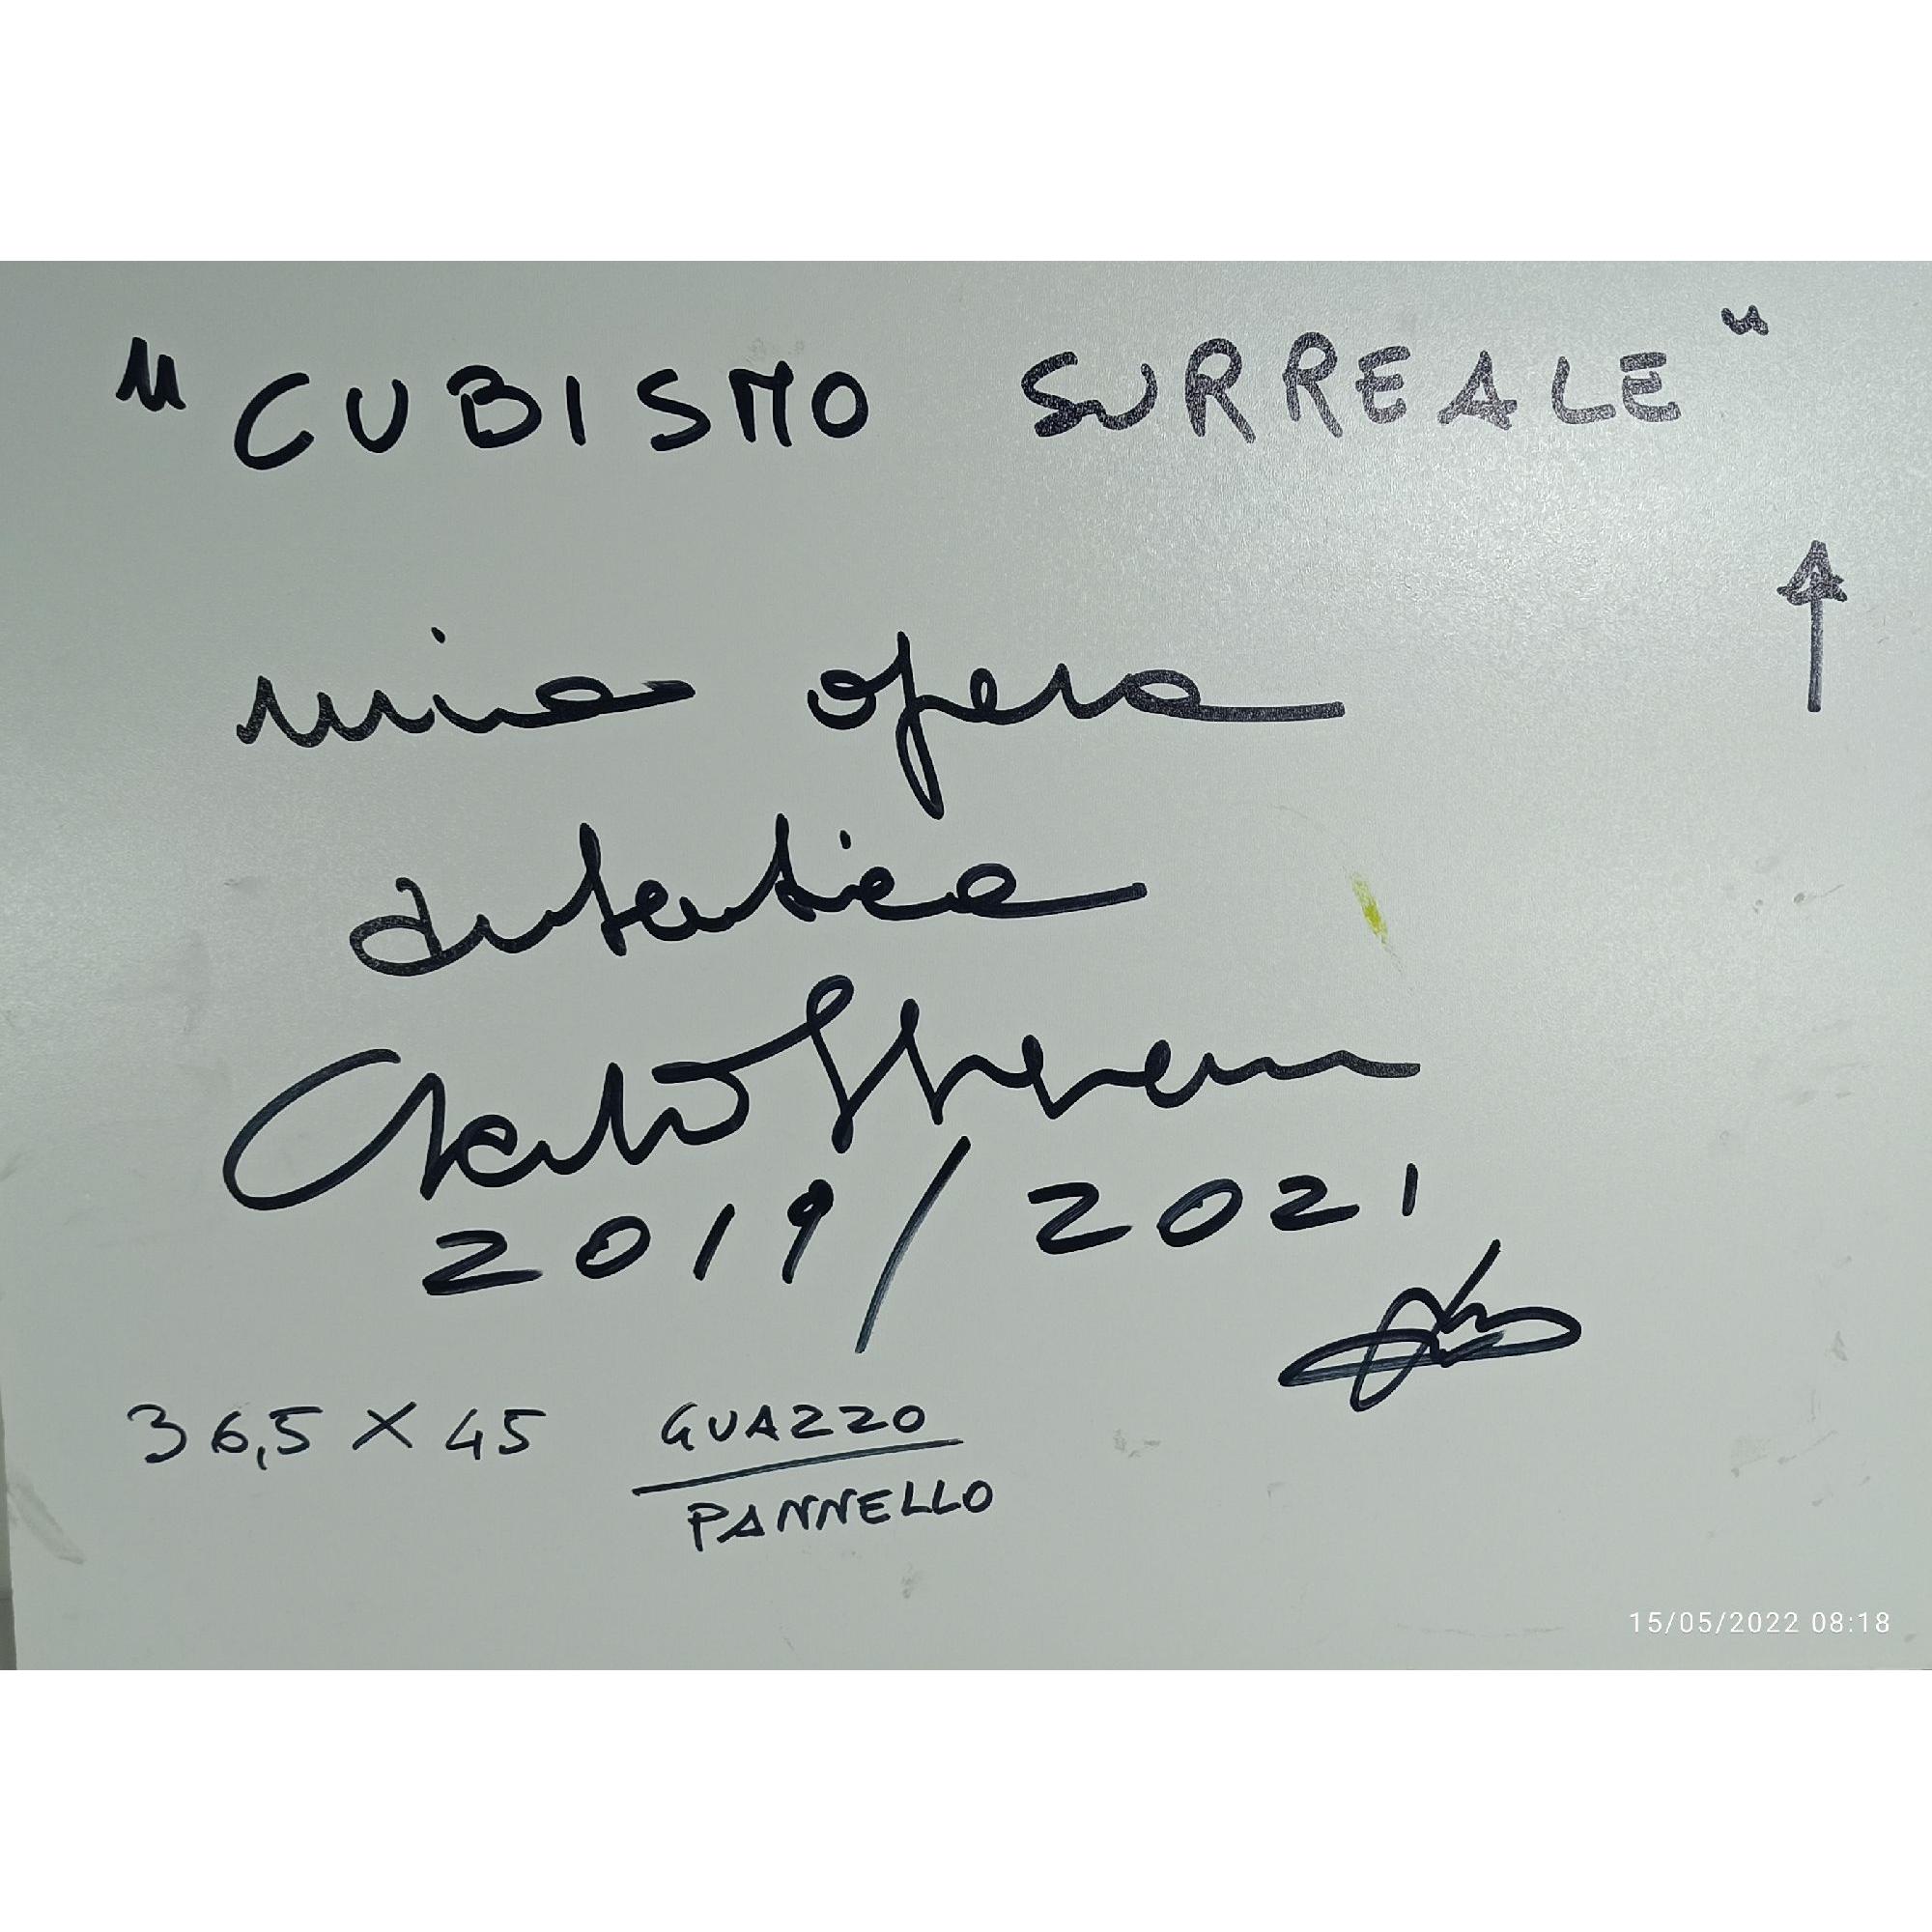 "CUBISMO SURREALE"
↑
mia opera
autentica
2019/2021
36,5 X 45 GUAZZO
PANNELLO
15/05/2022 08:18